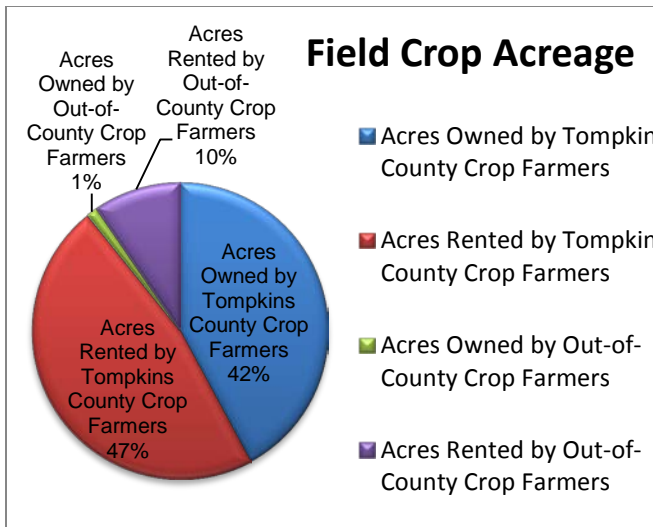 Field Crop Acreage
Acres
Owned by
Out-of-
County Crop
Farmers
1%
Acres
Rented by
Out-of-
County Crop
Farmers
10%
Acres
Owned by
Tompkins
County Crop
Farmers
42%
Acres
Rented by
Tompkins
County Crop
Farmers
47%
Acres Owned by Tompkin
County Crop Farmers
Acres Rented by Tompkin
County Crop Farmers
Acres Owned by Out-of-
County Crop Farmers
Acres Rented by Out-of-
County Crop Farmers